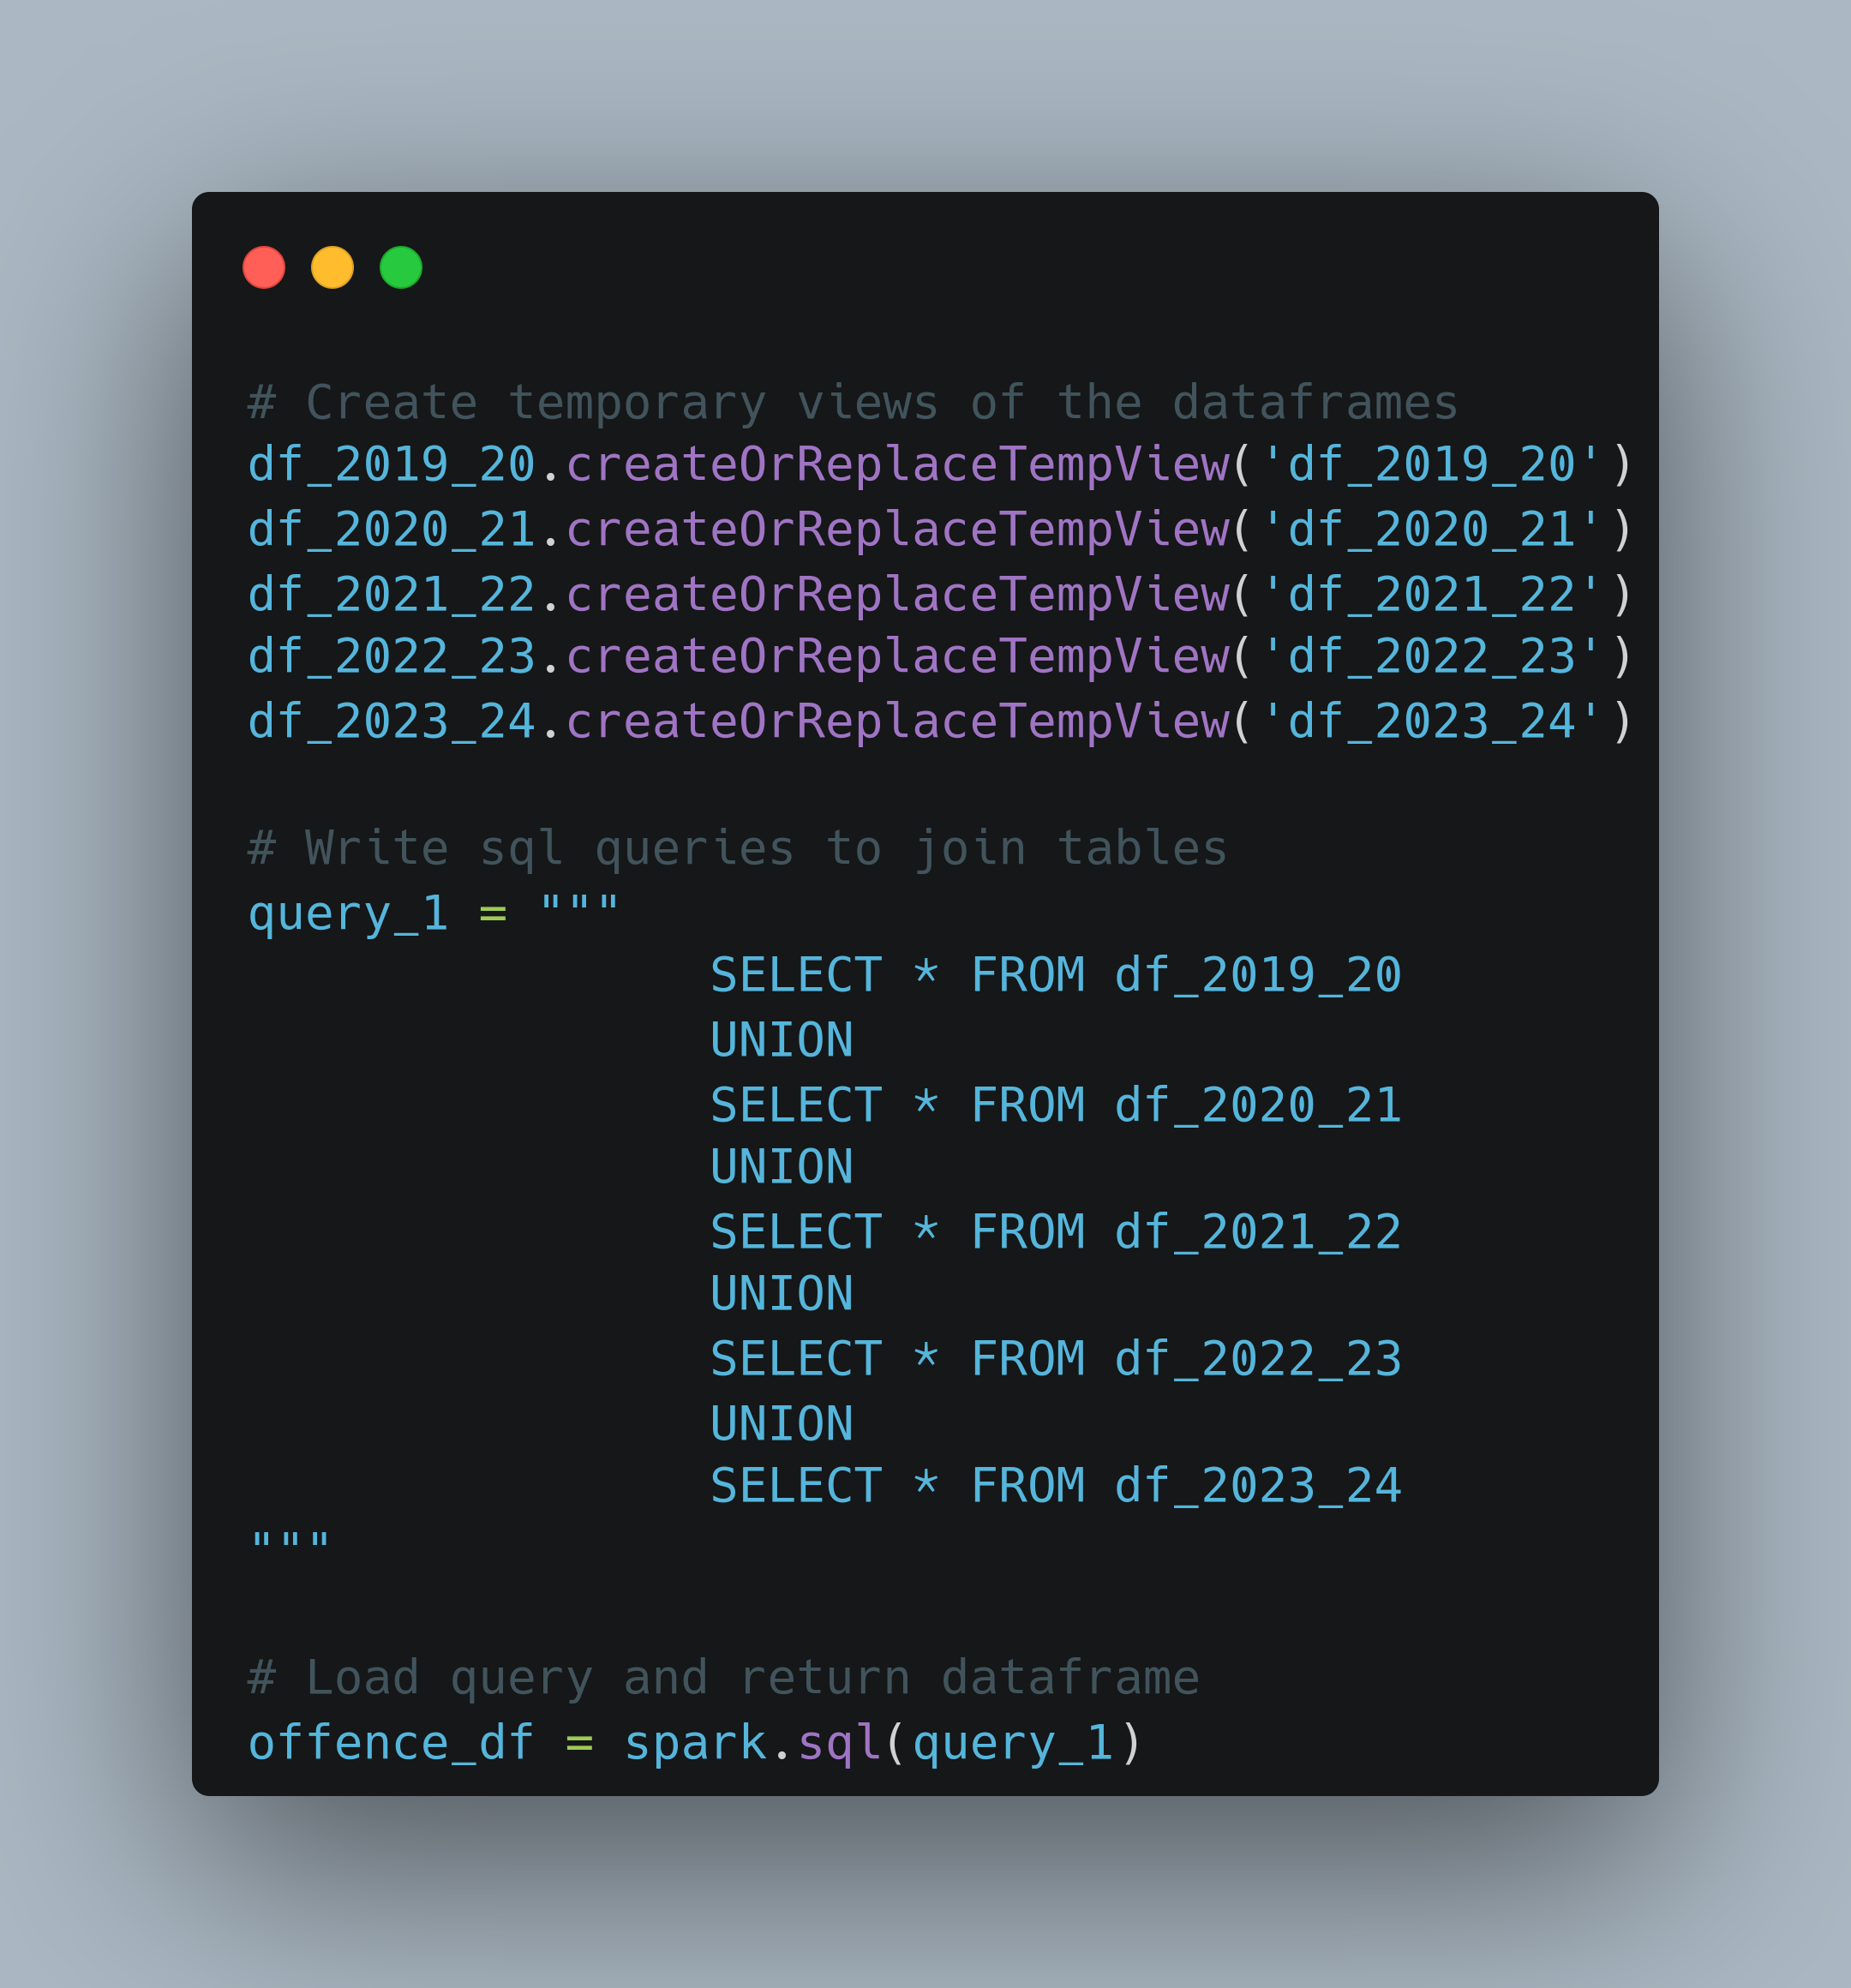 # Create temporary views of the dataframes
df_2019_20.createOrReplaceTempView('df_2019_20')
df_2020_21.createOrReplaceTempView('df_2020_21')
df_2021_22.createOrReplaceTempView('df_2021_22')
df_2022_23.createOrReplaceTempView('df_2022_23')
df_2023_24.createOrReplaceTempView('df_2023_24')

# Write sql queries to join tables
query_1 = """
                SELECT * FROM df_2019_20
                UNION
                SELECT * FROM df_2020_21
                UNION
                SELECT * FROM df_2021_22
                UNION
                SELECT * FROM df_2022_23
                UNION
                SELECT * FROM df_2023_24
"""

# Load query and return dataframe
offence_df = spark.sql(query_1)